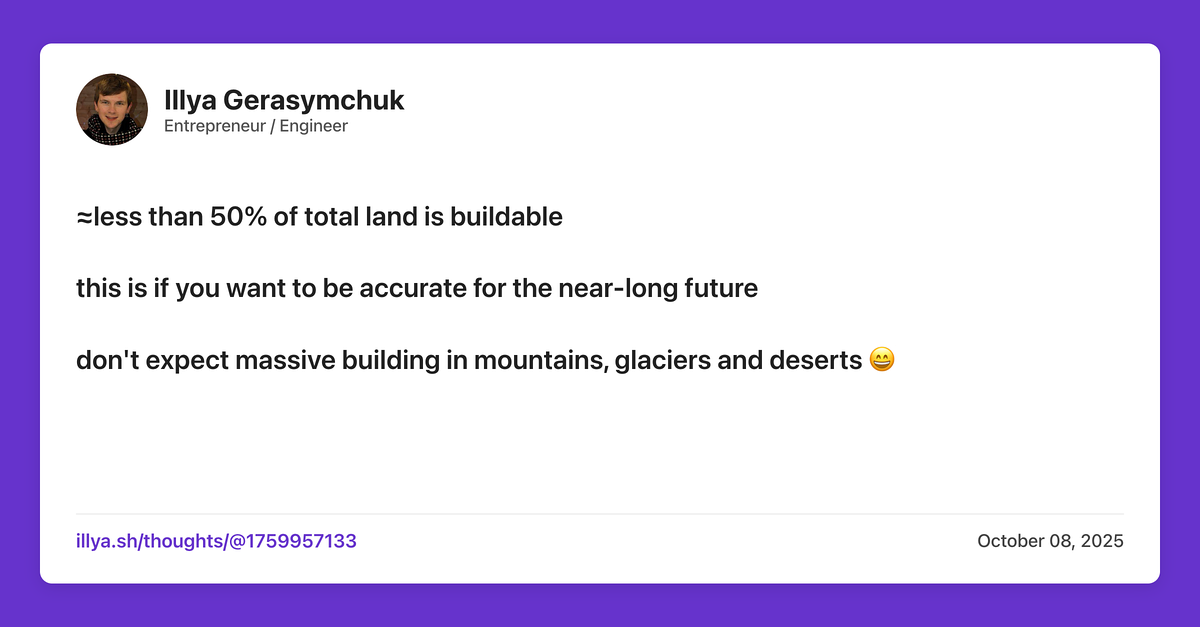 Illya Gerasymchuk
Entrepreneur / Engineer
≈less than 50% of total land is buildable
this is if you want to be accurate for the near-long future
don't expect massive building in mountains, glaciers and deserts 😄
illya.sh/thoughts/@1759957133
October 08, 2025